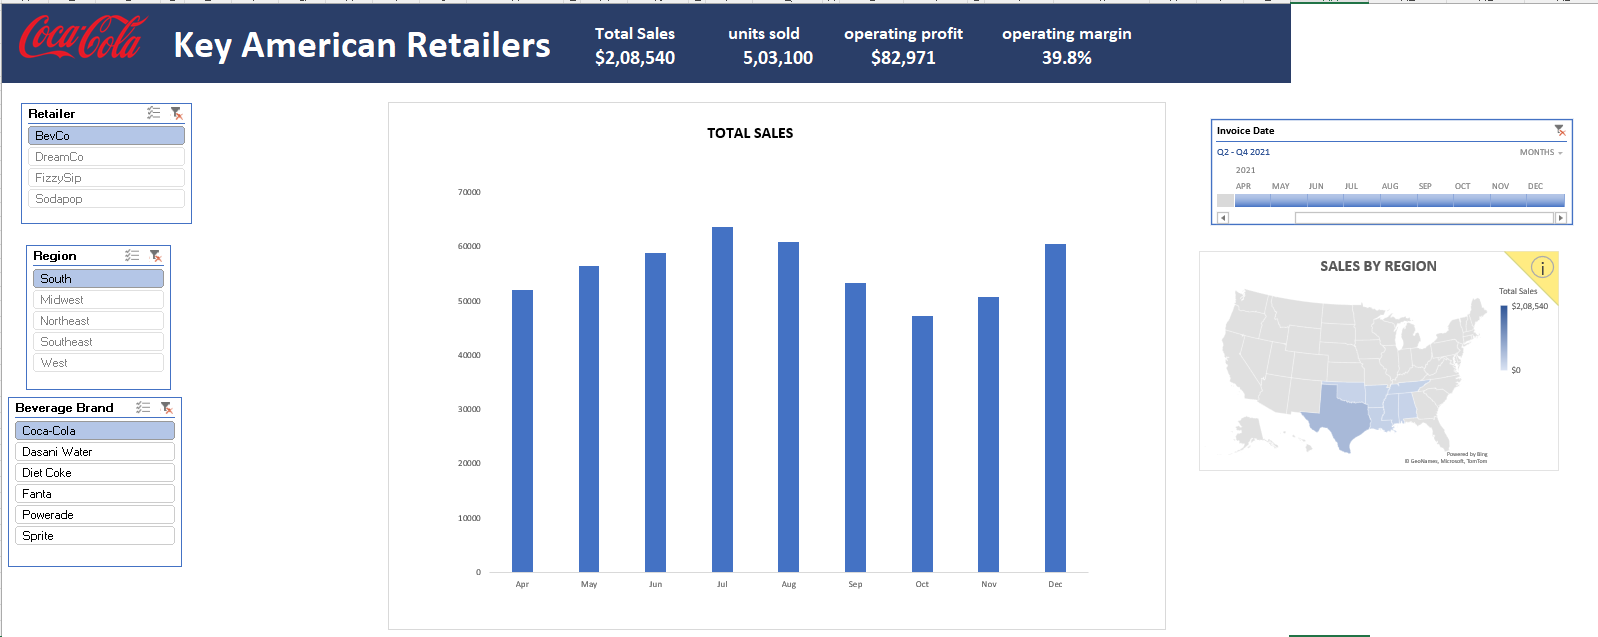 Coca-Cola
Key American Retailers
Total Sales
$2,08,540
units sold
5,03,100
operating profit
$82,971
operating margin
39.8%
Retailer
BevCo
DreamCo
FizzySip
Sodapop
Region
South
Midwest
Northeast
Southeast
West
Beverage Brand
Coca-Cola
Dasani Water
Diet Coke
Fanta
Powerade
Sprite
TOTAL SALES
70000
60000
50000
40000
30000
20000
10000
0
Apr May Jun Jul Aug Sep Oct Nov Dec
Invoice Date
Q2 - Q4 2021
MONTHS
2021
APR MAY JUN JUL AUG SEP OCT NOV DEC
SALES BY REGION
i
Total Sales
$2,08,540
$0
Powered by Bing
© GeoNames, Microsoft, TomTom